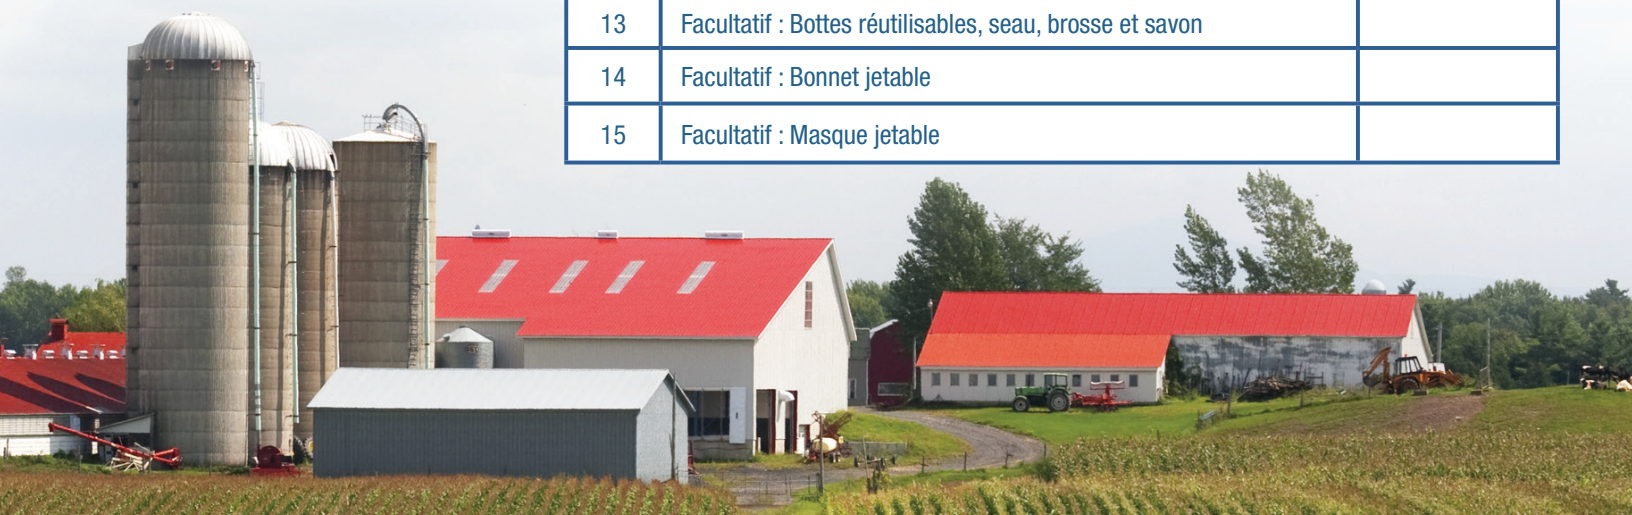 13 Facultatif : Bottes réutilisables, seau, brosse et savon
14 Facultatif : Bonnet jetable
15 Facultatif : Masque jetable